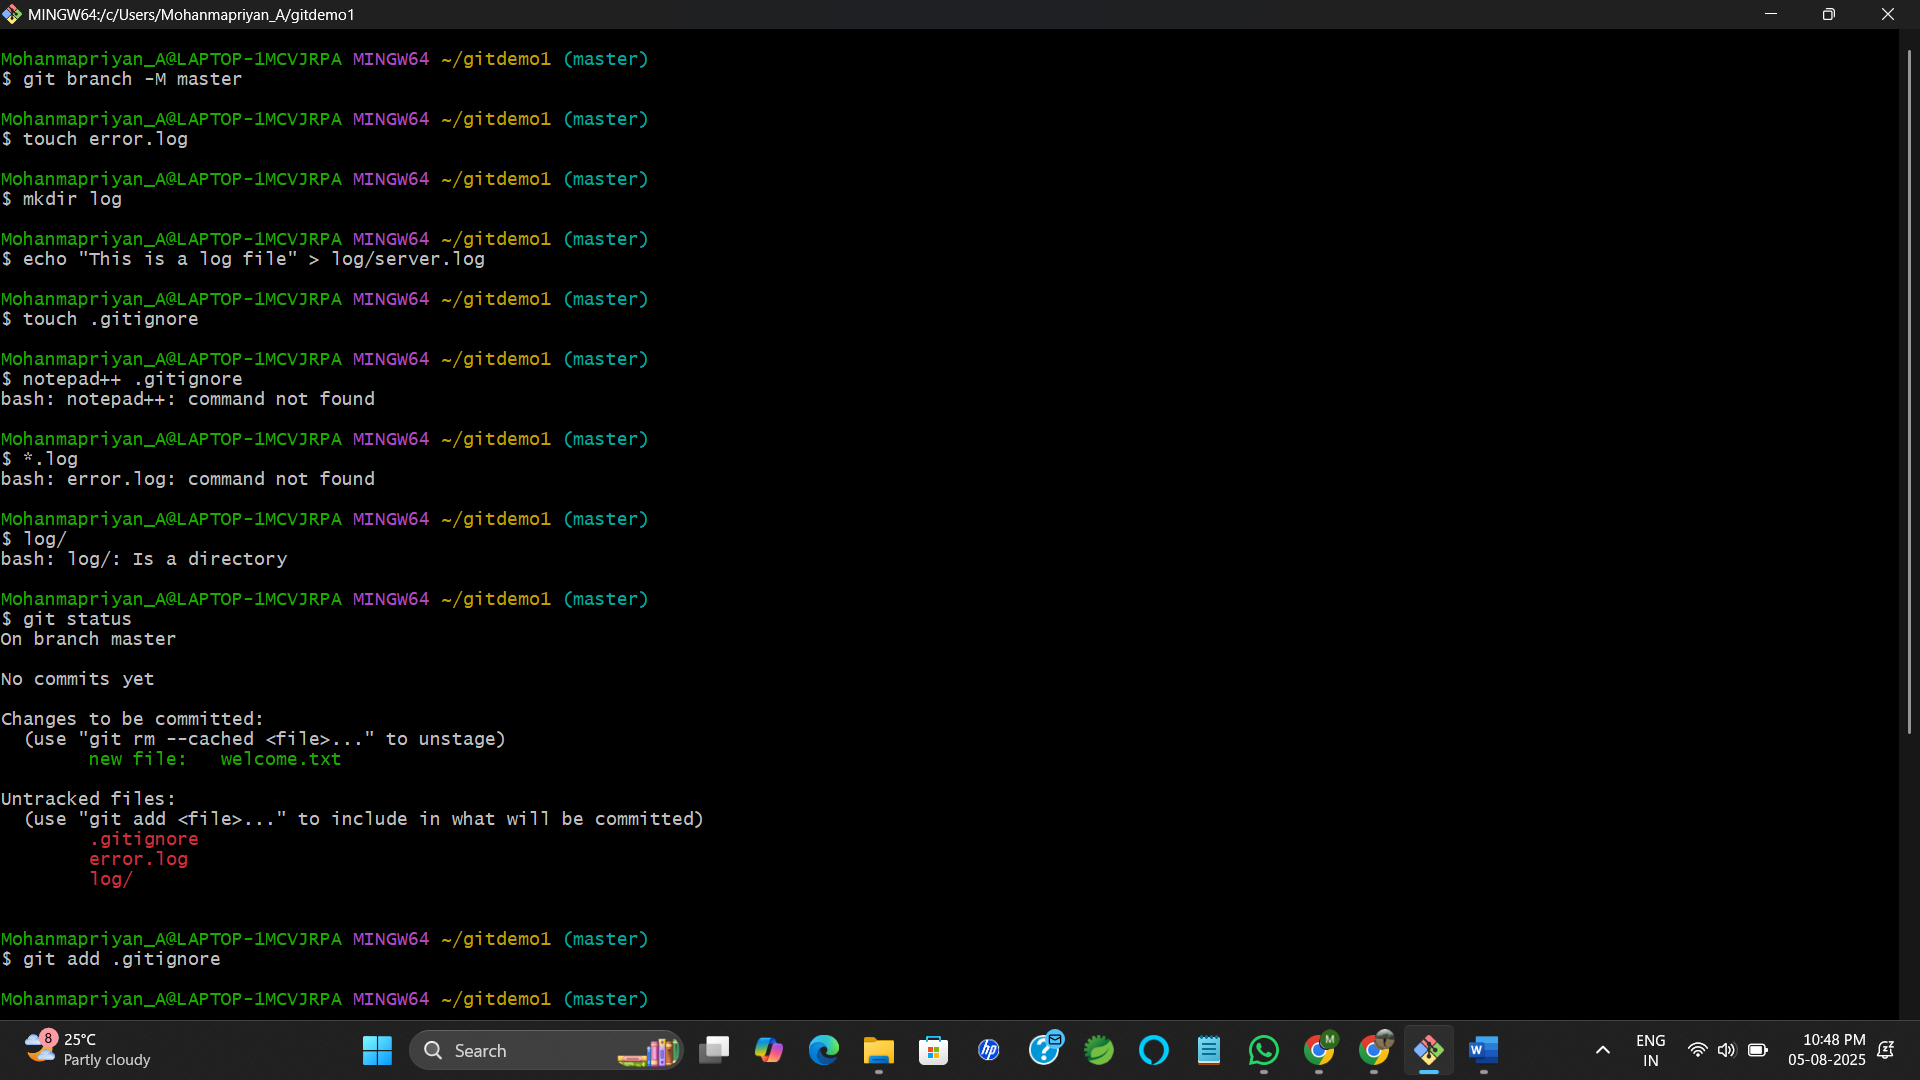 MINGW64:/c/Users/Mohanmapriyan_A/gitdemo1
Mohanmapriyan_A@LAPTOP-1MCVJRPA MINGW64 ~/gitdemo1 (master)
$ git branch -M master
Mohanmapriyan_A@LAPTOP-1MCVJRPA MINGW64 ~/gitdemo1 (master)
$ touch error.log
Mohanmapriyan_A@LAPTOP-1MCVJRPA MINGW64 ~/gitdemo1 (master)
$ mkdir log
Mohanmapriyan_A@LAPTOP-1MCVJRPA MINGW64 ~/gitdemo1 (master)
$ echo "This is a log file" > log/server.log
Mohanmapriyan_A@LAPTOP-1MCVJRPA MINGW64 ~/gitdemo1 (master)
$ touch .gitignore
Mohanmapriyan_A@LAPTOP-1MCVJRPA MINGW64 ~/gitdemo1 (master)
$ notepad++ .gitignore
bash: notepad++: command not found
Mohanmapriyan_A@LAPTOP-1MCVJRPA MINGW64 ~/gitdemo1 (master)
$ *.log
bash: error.log: command not found
Mohanmapriyan_A@LAPTOP-1MCVJRPA MINGW64 ~/gitdemo1 (master)
$ log/
bash: log/: Is a directory
Mohanmapriyan_A@LAPTOP-1MCVJRPA MINGW64 ~/gitdemo1 (master)
$ git status
On branch master
No commits yet
Changes to be committed:
  (use "git rm --cached <file>..." to unstage)
        new file:   welcome.txt
Untracked files:
  (use "git add <file>..." to include in what will be committed)
        .gitignore
        error.log
        log/
Mohanmapriyan_A@LAPTOP-1MCVJRPA MINGW64 ~/gitdemo1 (master)
$ git add .gitignore
Mohanmapriyan_A@LAPTOP-1MCVJRPA MINGW64 ~/gitdemo1 (master)
8
25°C
Partly cloudy
Search
hp
M
W
ENG
IN
10:48 PM
05-08-2025